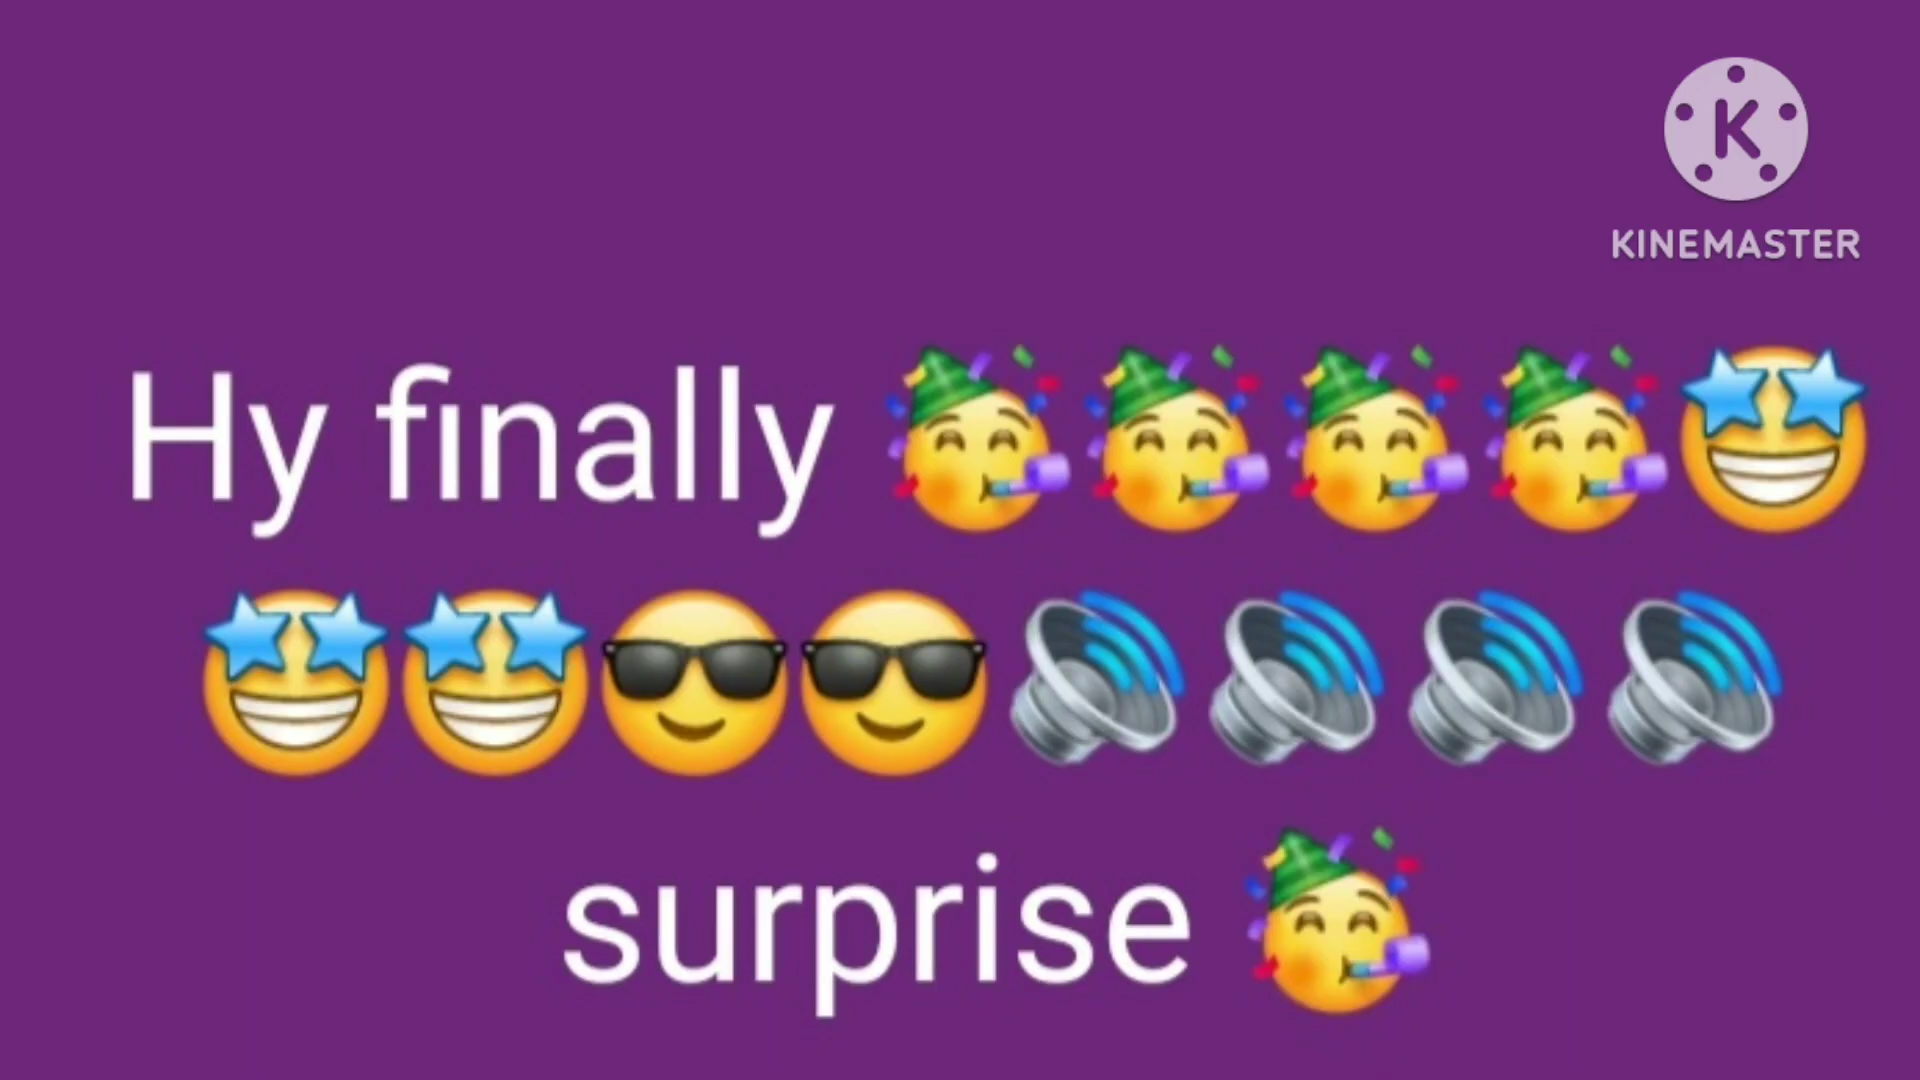 K
KINEMASTER
Hy finally 🥳🥳🥳🥳🤩
🤩🤩😎😎🔊🔊🔊🔊
surprise 🥳